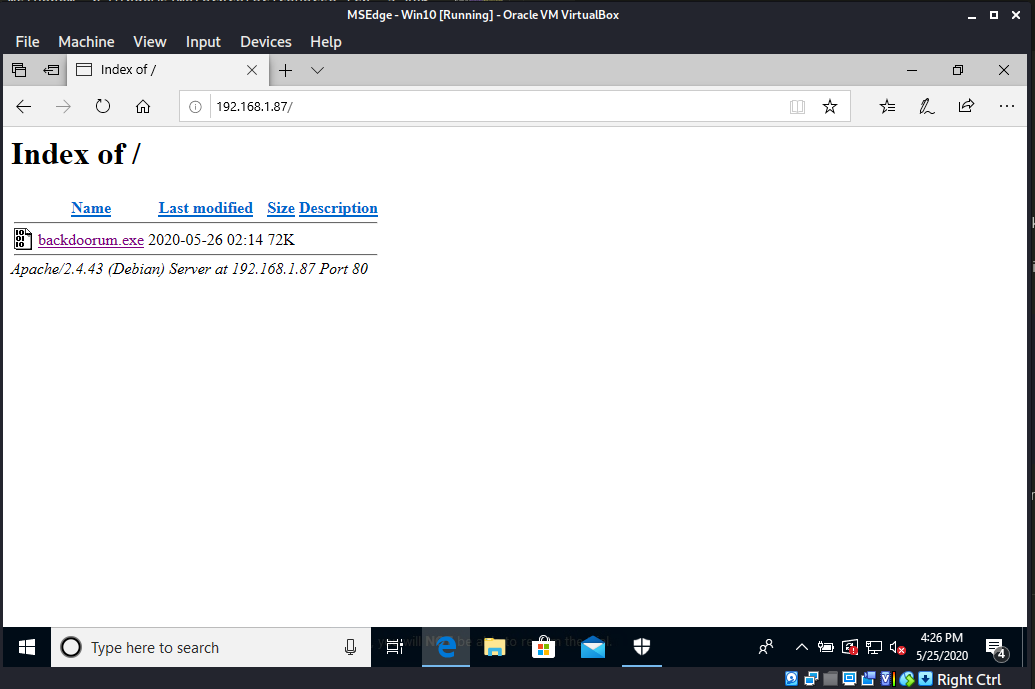 MSEdge - Win10 [Running] - Oracle VM VirtualBox
File Machine View Input Devices Help
Index of /
192.168.1.87/
Index of /
Name Last modified Size Description
backdoorum.exe 2020-05-26 02:14 72K
Apache/2.4.43 (Debian) Server at 192.168.1.87 Port 80
Type here to search
4:26 PM
5/25/2020
4
Right Ctrl